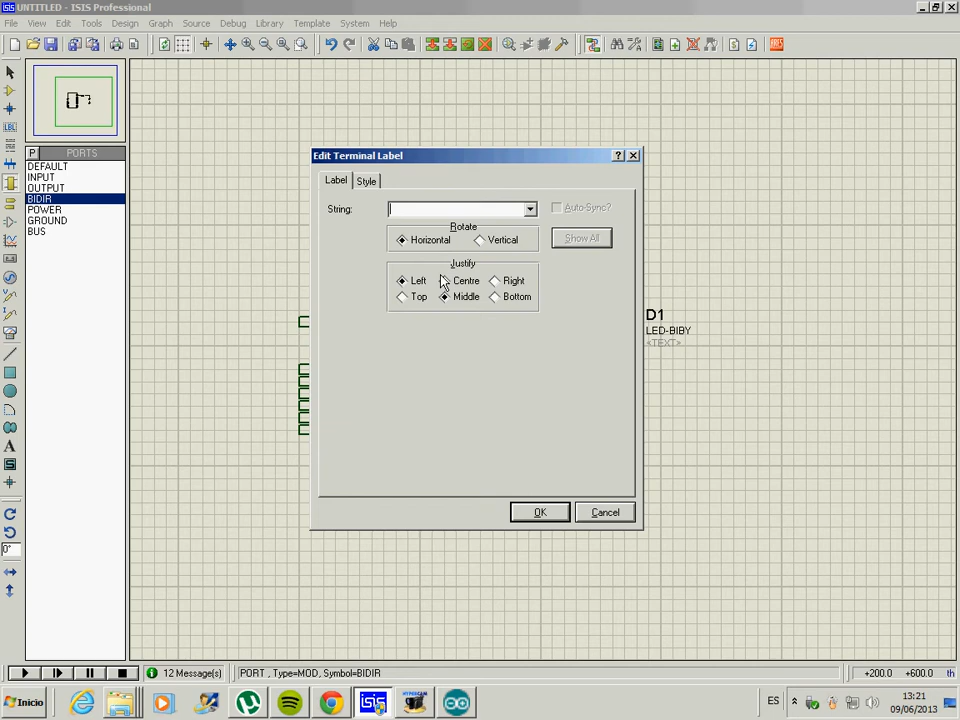 UNTITLED - ISIS Professional
File View Edit Tools Design Graph Source Debug Library Template System Help
ARES
P PORTS
DEFAULT
INPUT
OUTPUT
BIDIR
POWER
GROUND
BUS
LBL
A
S
0°
Edit Terminal Label
Label Style
String:
Auto-Sync?
Rotate
Horizontal Vertical
Show All
Justify
Left Centre Right
Top Middle Bottom
OK Cancel
D1
LED-BIBY
<TEXT>
12 Message(s) PORT , Type=MOD, Symbol=BIDIR +200.0 +600.0 th
Inicio
ES
13:21
09/06/2013